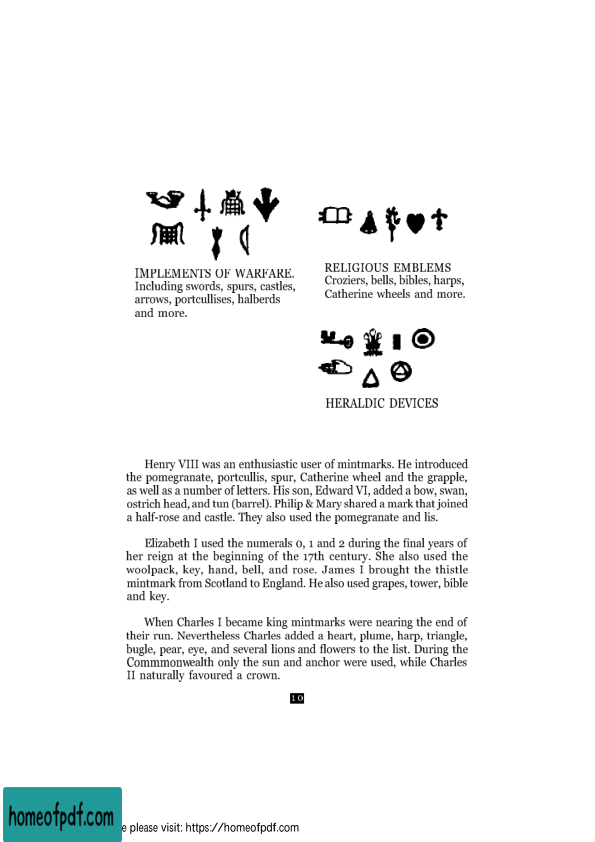 IMPLEMENTS OF WARFARE.
Including swords, spurs, castles,
arrows, portcullises, halberds
and more.
RELIGIOUS EMBLEMS
Croziers, bells, bibles, harps,
Catherine wheels and more.
HERALDIC DEVICES
Henry VIII was an enthusiastic user of mintmarks. He introduced
the pomegranate, portcullis, spur, Catherine wheel and the grapple,
as well as a number of letters. His son, Edward VI, added a bow, swan,
ostrich head, and tun (barrel). Philip & Mary shared a mark that joined
a half-rose and castle. They also used the pomegranate and lis.
Elizabeth I used the numerals 0, 1 and 2 during the final years of
her reign at the beginning of the 17th century. She also used the
woolpack, key, hand, bell, and rose. James I brought the thistle
mintmark from Scotland to England. He also used grapes, tower, bible
and key.
When Charles I became king mintmarks were nearing the end of
their run. Nevertheless Charles added a heart, plume, harp, triangle,
bugle, pear, eye, and several lions and flowers to the list. During the
Commmonwealth only the sun and anchor were used, while Charles
II naturally favoured a crown.
10
homeofpdf.com
e please visit: https://homeofpdf.com